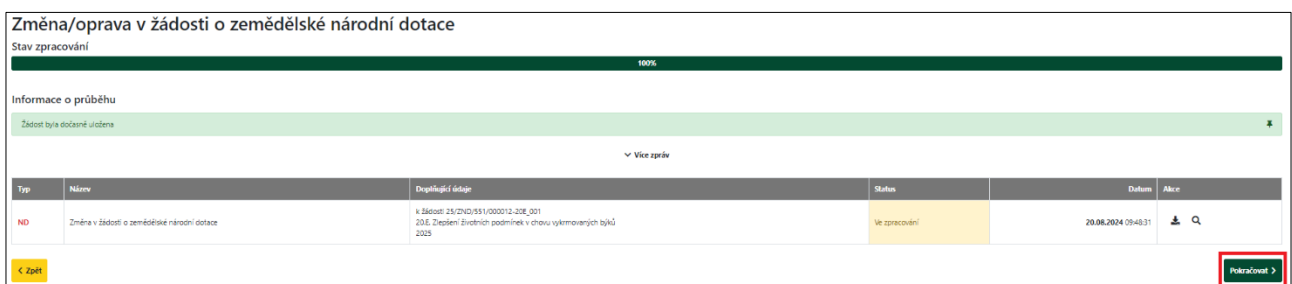 Změna/oprava v žádosti o zemědělské národní dotace
Stav zpracování
100%
Informace o průběhu
Žádost byla dočasně uložena
Více zpráv
Typ Název Doplňující údaje Status Datum Akce
k žádosti 25/ZND/551/000012-20E_001
ND Změna v žádosti o zemědělské národní dotace 20.E. Zlepšení životních podmínek v chovu vykrmovaných býků Ve zpracování 20.08.2024 09:48:31
2025
Zpět Pokračovat